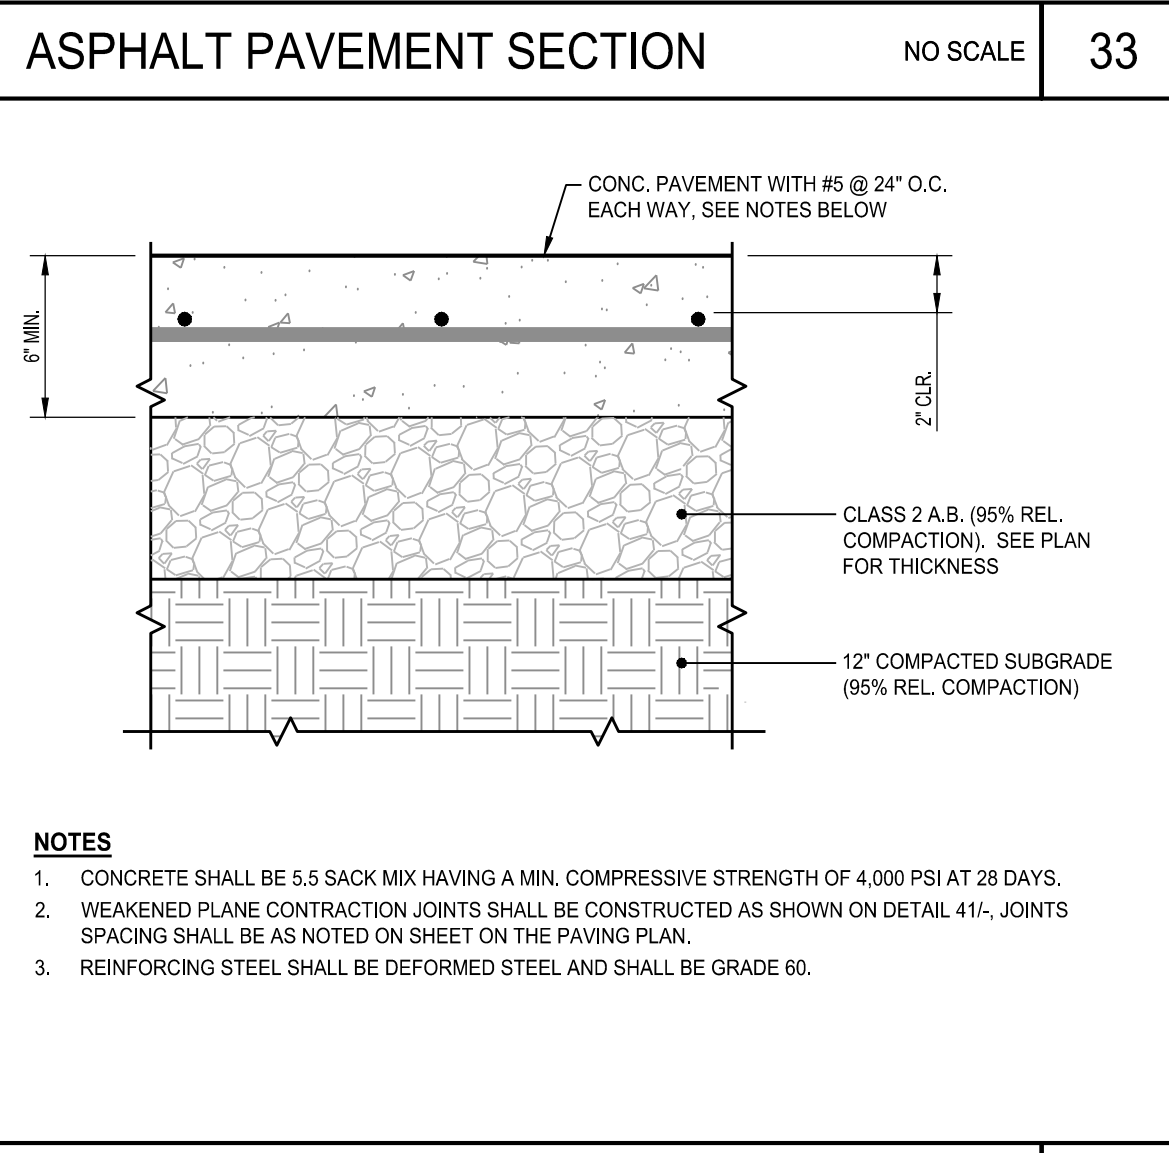 ASPHALT PAVEMENT SECTION
NO SCALE
33
CONC. PAVEMENT WITH #5 @ 24" O.C.
EACH WAY, SEE NOTES BELOW
6" MIN.
2" CLR.
CLASS 2 A.B. (95% REL.
COMPACTION).  SEE PLAN
FOR THICKNESS
12" COMPACTED SUBGRADE
(95% REL. COMPACTION)
NOTES
1. CONCRETE SHALL BE 5.5 SACK MIX HAVING A MIN. COMPRESSIVE STRENGTH OF 4,000 PSI AT 28 DAYS.
2. WEAKENED PLANE CONTRACTION JOINTS SHALL BE CONSTRUCTED AS SHOWN ON DETAIL 41/-, JOINTS
SPACING SHALL BE AS NOTED ON SHEET ON THE PAVING PLAN.
3. REINFORCING STEEL SHALL BE DEFORMED STEEL AND SHALL BE GRADE 60.